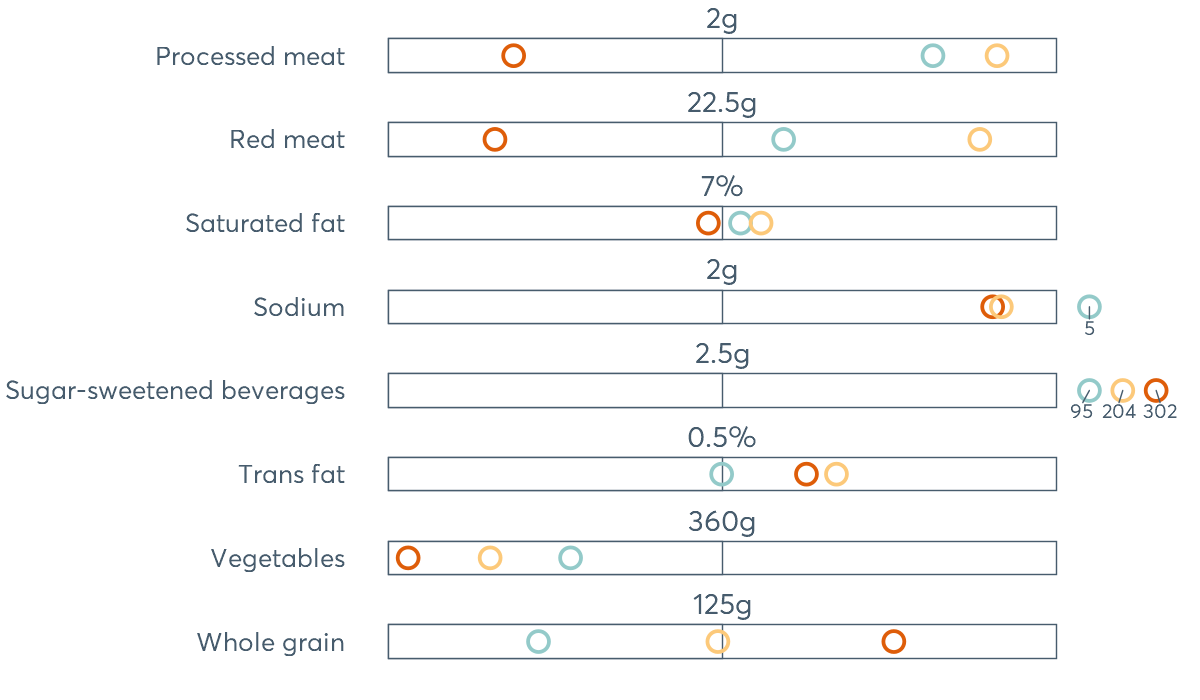 2g
Processed meat
22.5g
Red meat
7%
Saturated fat
2g
Sodium
5
2.5g
Sugar-sweetened beverages
95 204 302
0.5%
Trans fat
360g
Vegetables
125g
Whole grain